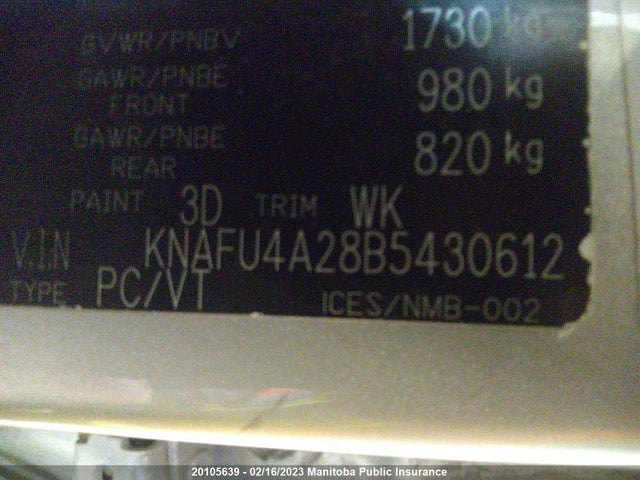 GVWR/PNBV 1730 kg
GAWR/PNBE 980 kg
FRONT
GAWR/PNBE 820 kg
REAR
PAINT 3D TRIM WK
V.I.N KNAFU4A28B5430612
TYPE PC/VT ICES/NMB-002
20105639 - 02/16/2023 Manitoba Public Insurance